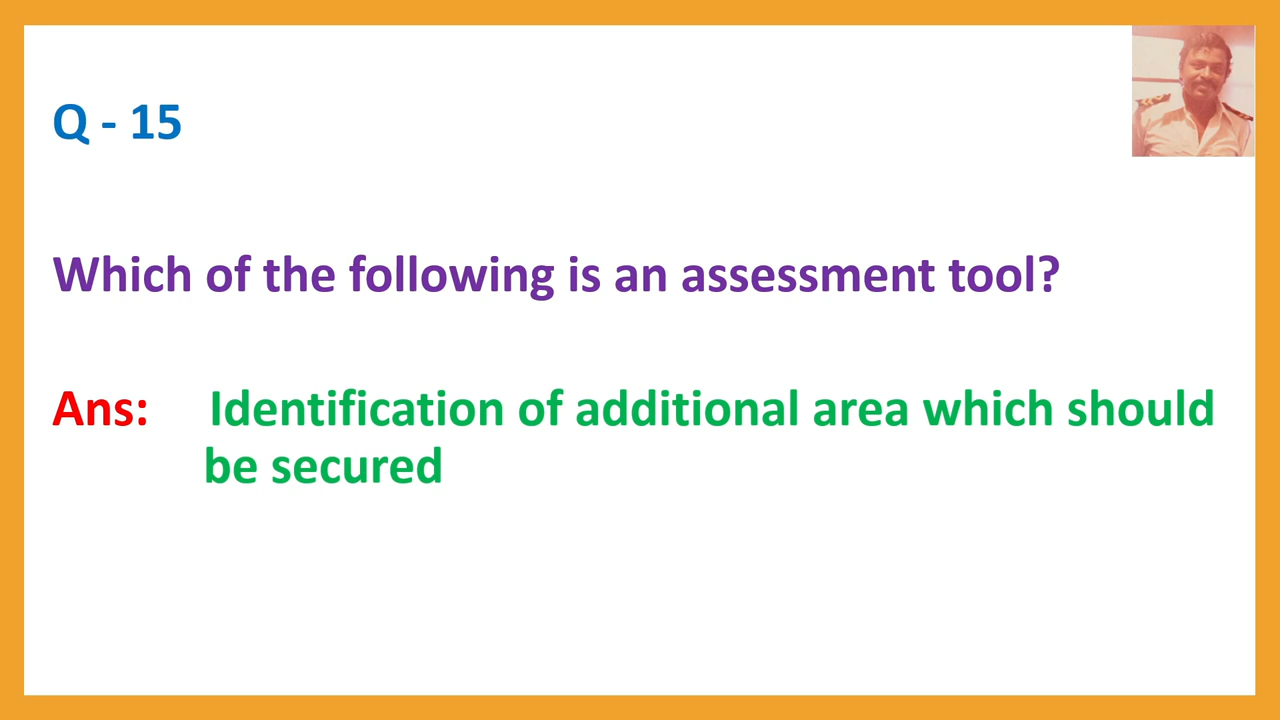 Q - 15
Which of the following is an assessment tool?
Ans: Identification of additional area which should
be secured